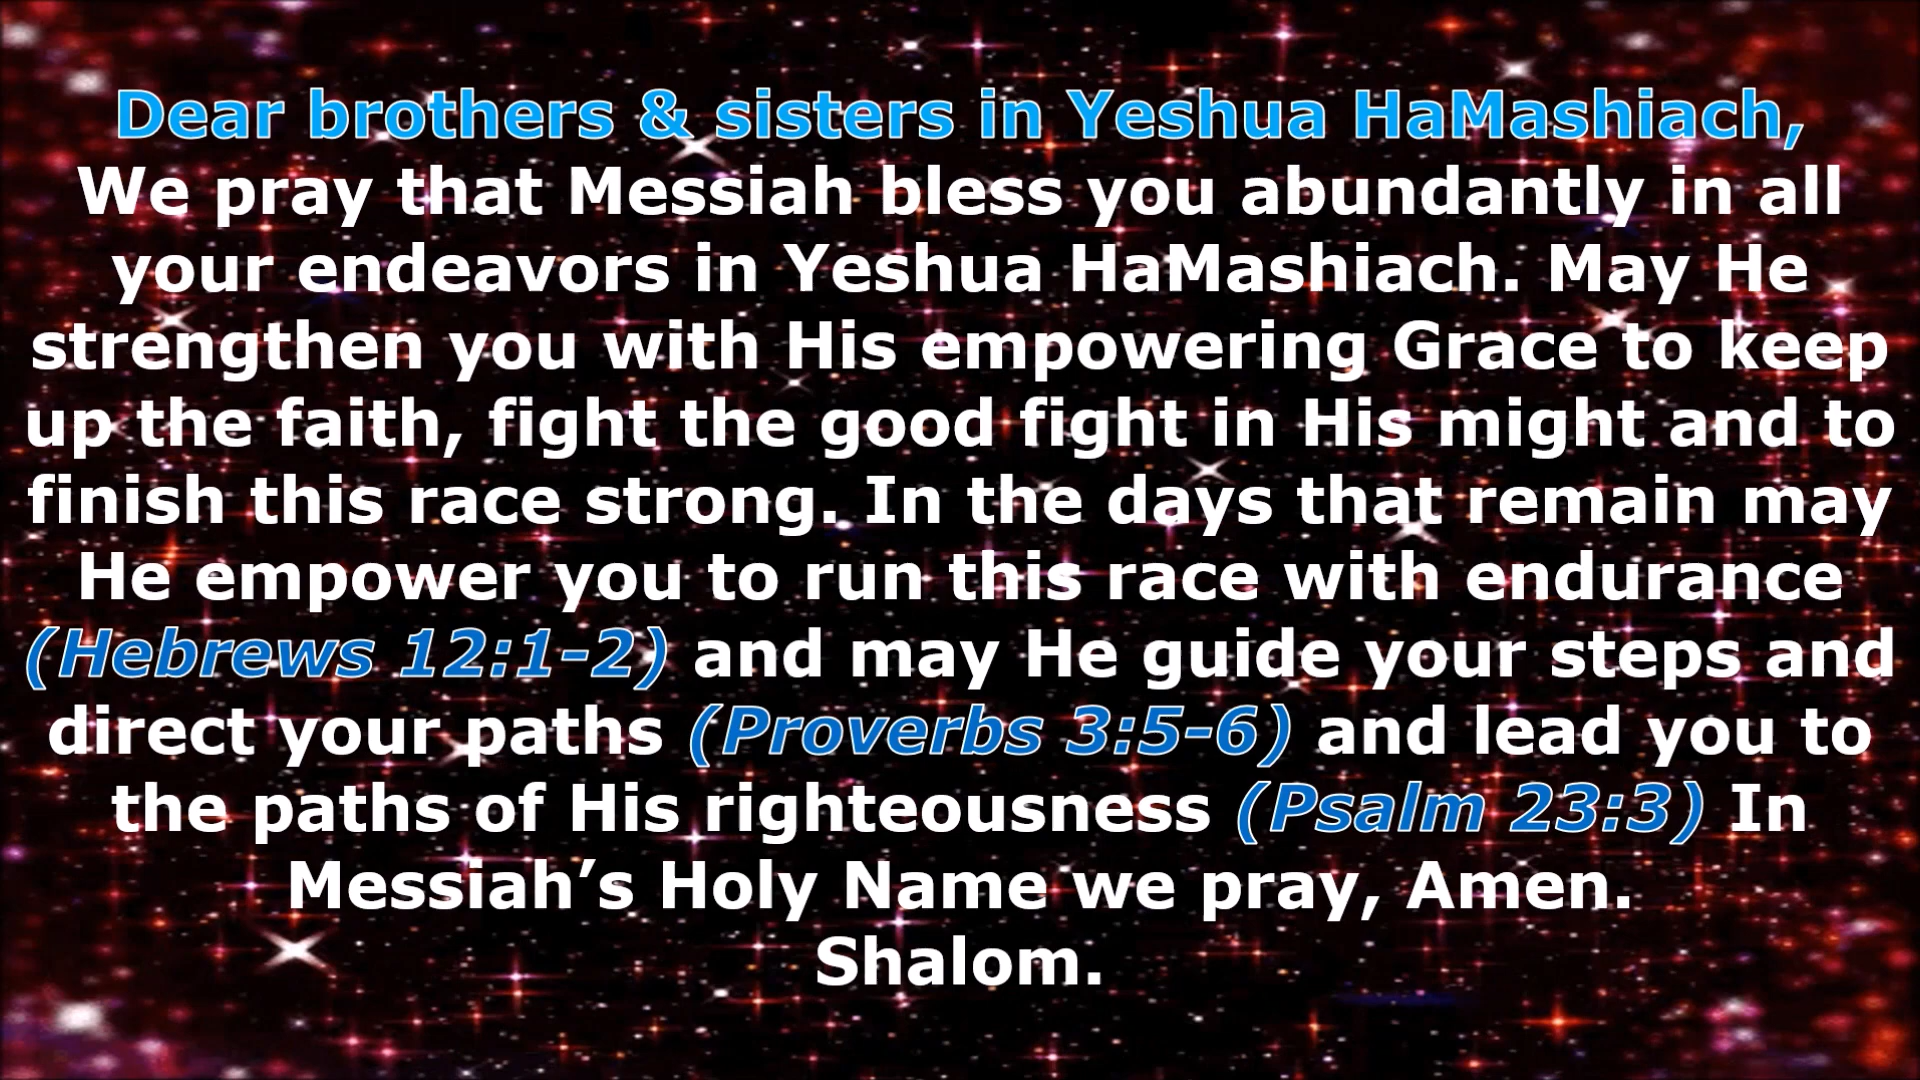 Dear brothers & sisters in Yeshua HaMashiach,
We pray that Messiah bless you abundantly in all
your endeavors in Yeshua HaMashiach. May He
strengthen you with His empowering Grace to keep
up the faith, fight the good fight in His might and to
finish this race strong. In the days that remain may
He empower you to run this race with endurance
(Hebrews 12:1-2) and may He guide your steps and
direct your paths (Proverbs 3:5-6) and lead you to
the paths of His righteousness (Psalm 23:3) In
Messiah’s Holy Name we pray, Amen.
Shalom.